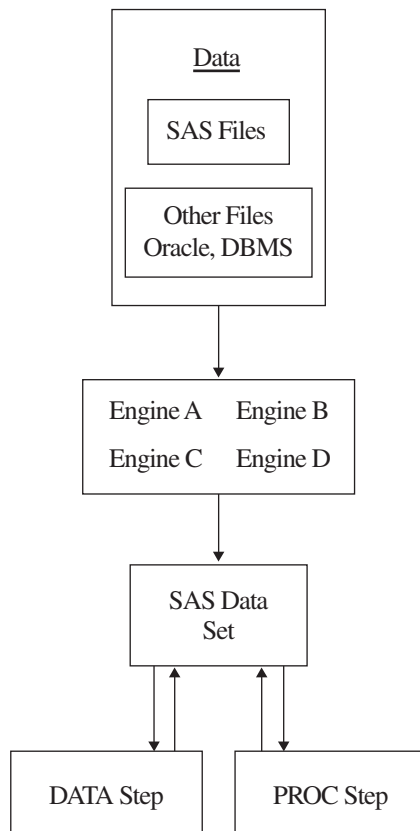 Data
SAS Files
Other Files
Oracle, DBMS
Engine A Engine B
Engine C Engine D
SAS Data
Set
DATA Step PROC Step